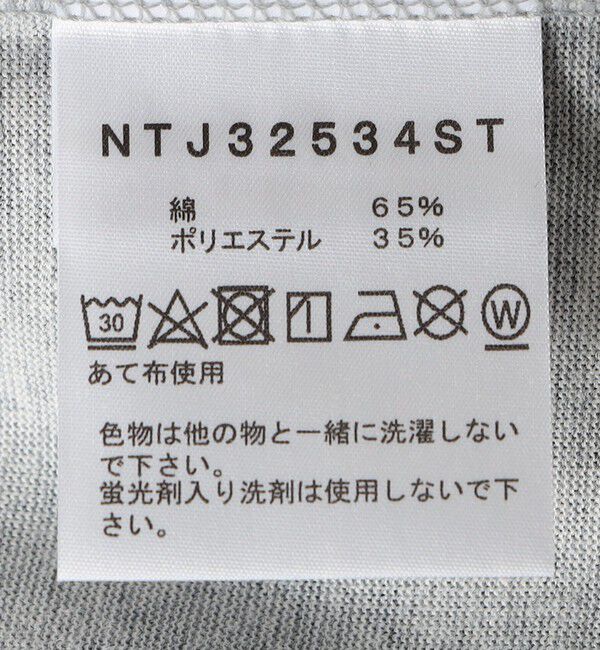 NTJ32534ST
綿 65%
ポリエステル 35%
30 W
あて布使用
色物は他の物と一緒に洗濯しない
で下さい。
蛍光剤入り洗剤は使用しないで下
さい。